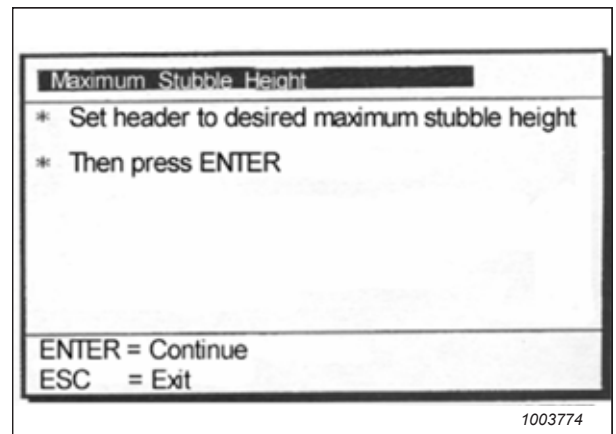 Maximum Stubble Height
* Set header to desired maximum stubble height
* Then press ENTER
ENTER = Continue
ESC = Exit
1003774